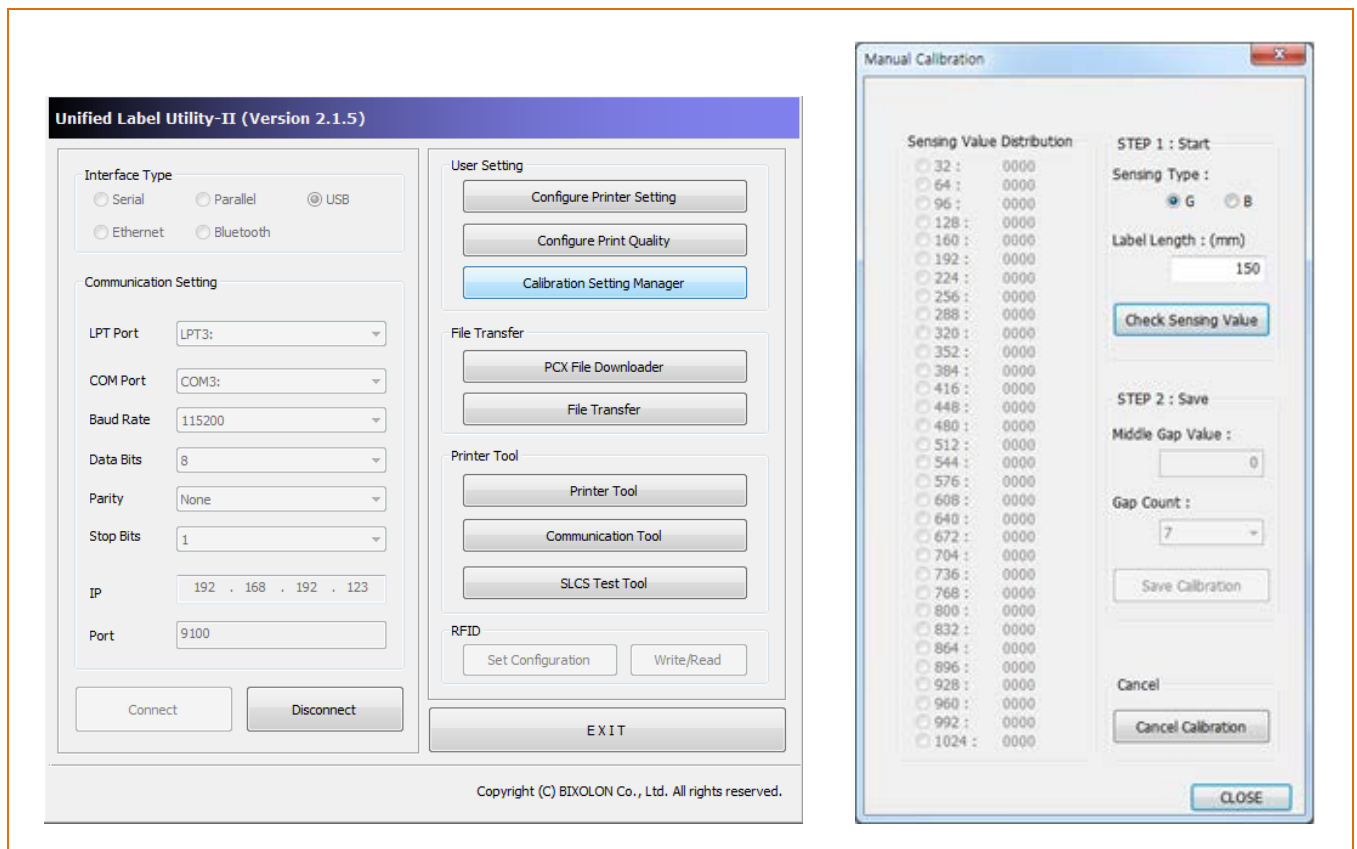 Unified Label Utility-II (Version 2.1.5)
Interface Type
Serial Parallel USB
Ethernet Bluetooth
Communication Setting
LPT Port LPT3:
COM Port COM3:
Baud Rate 115200
Data Bits 8
Parity None
Stop Bits 1
IP 192 . 168 . 192 . 123
Port 9100
Connect Disconnect
User Setting
Configure Printer Setting
Configure Print Quality
Calibration Setting Manager
File Transfer
PCX File Downloader
File Transfer
Printer Tool
Printer Tool
Communication Tool
SLCS Test Tool
RFID
Set Configuration Write/Read
EXIT
Copyright (C) BIXOLON Co., Ltd. All rights reserved.
Manual Calibration
Sensing Value Distribution
32 : 0000
64 : 0000
96 : 0000
128 : 0000
160 : 0000
192 : 0000
224 : 0000
256 : 0000
288 : 0000
320 : 0000
352 : 0000
384 : 0000
416 : 0000
448 : 0000
480 : 0000
512 : 0000
544 : 0000
576 : 0000
608 : 0000
640 : 0000
672 : 0000
704 : 0000
736 : 0000
768 : 0000
800 : 0000
832 : 0000
864 : 0000
896 : 0000
928 : 0000
960 : 0000
992 : 0000
1024 : 0000
STEP 1 : Start
Sensing Type :
G B
Label Length : (mm)
150
Check Sensing Value
STEP 2 : Save
Middle Gap Value :
0
Gap Count :
7
Save Calibration
Cancel
Cancel Calibration
CLOSE